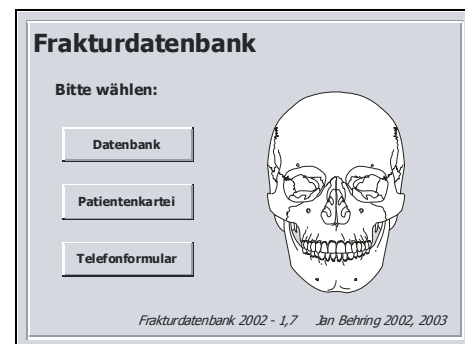 Frakturdatenbank
Bitte wählen:
Datenbank
Patientenkartei
Telefonformular
Frakturdatenbank 2002 - 1,7 Jan Behring 2002, 2003